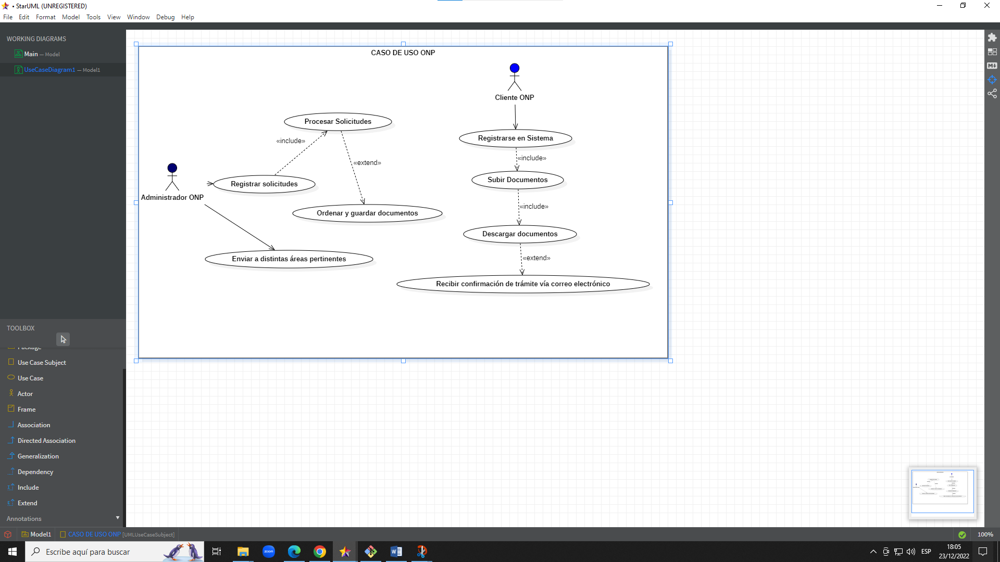 • StarUML (UNREGISTERED)
File Edit Format Model Tools View Window Debug Help
WORKING DIAGRAMS
Main — Model
UseCaseDiagram1 — Model1
CASO DE USO ONP
Cliente ONP
Procesar Solicitudes
Registrarse en Sistema
«include»
«include»
«extend»
Subir Documentos
Registrar solicitudes
Administrador ONP
«include»
Ordenar y guardar documentos
Descargar documentos
Enviar a distintas áreas pertinentes
«extend»
Recibir confirmación de trámite vía correo electrónico
TOOLBOX
Package
Use Case Subject
Use Case
Actor
Frame
Association
Directed Association
Generalization
Dependency
Include
Extend
Annotations
Model1 CASO DE USO ONP [UMLUseCaseSubject]
100%
Escribe aquí para buscar
zoom
ESP
18:05
23/12/2022